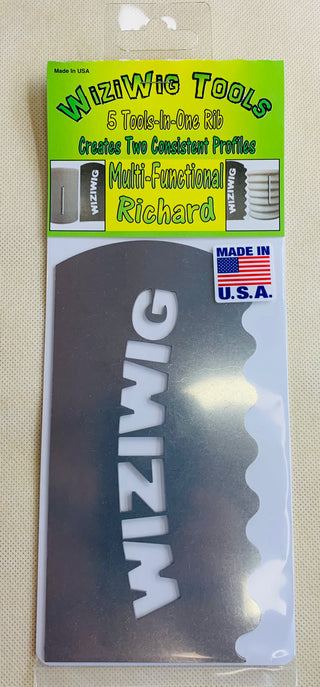 Made In USA
WiziWig Tools
5 Tools-In-One Rib
Creates Two Consistent Profiles
WIZIWIG
Multi-Functional
Richard
WIZIWIG
MADE IN
U.S.A.
WIZIWIG